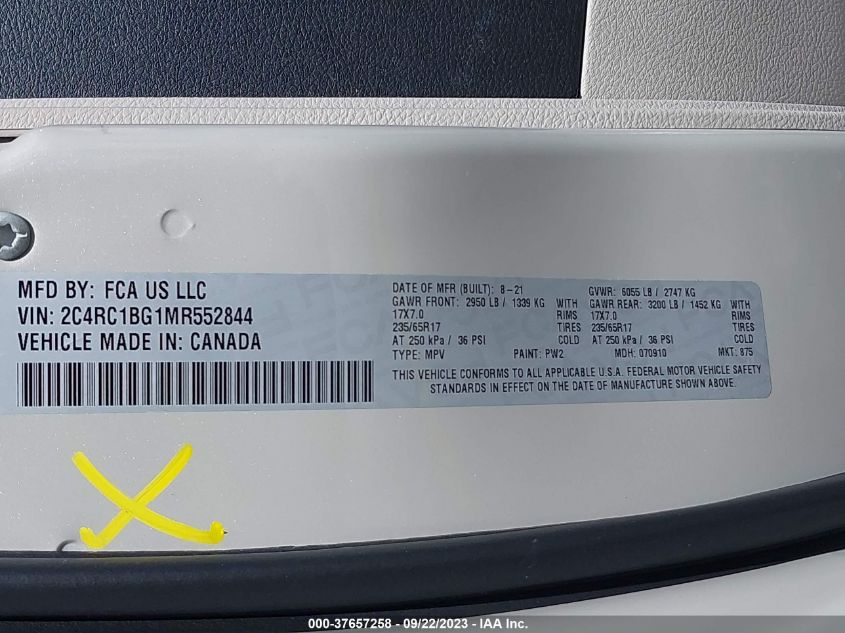 MFD BY: FCA US LLC
VIN: 2C4RC1BG1MR552844
VEHICLE MADE IN: CANADA
DATE OF MFR (BUILT): 8-21 GVWR: 6055 LB / 2747 KG
GAWR FRONT: 2950 LB / 1339 KG GAWR REAR: 3200 LB / 1452 KG
17X7.0 RIMS 17X7.0 RIMS
235/65R17 TIRES 235/65R17 TIRES
AT 250 kPa / 36 PSI COLD AT 250 kPa / 36 PSI COLD
TYPE: MPV PAINT: PW2 MDH: 070910 MKT: 875
THIS VEHICLE CONFORMS TO ALL APPLICABLE U.S.A. FEDERAL MOTOR VEHICLE SAFETY
STANDARDS IN EFFECT ON THE DATE OF MANUFACTURE SHOWN ABOVE.
X
000-37657258 - 09/22/2023 - IAA Inc.